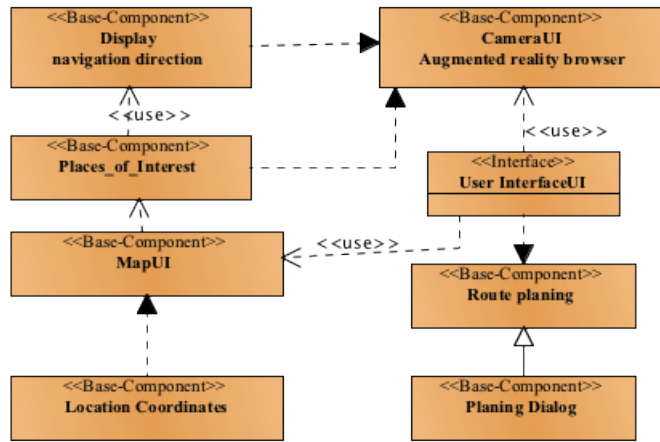 <<Base-Component>>
Display
navigation direction
<<Base-Component>>
CameraUI
Augmented reality browser
<<use>>
<<use>>
<<Base-Component>>
Places_of_Interest
<<Interface>>
User InterfaceUI
<<Base-Component>>
MapUI
<<use>>
<<Base-Component>>
Route planing
<<Base-Component>>
Location Coordinates
<<Base-Component>>
Planing Dialog